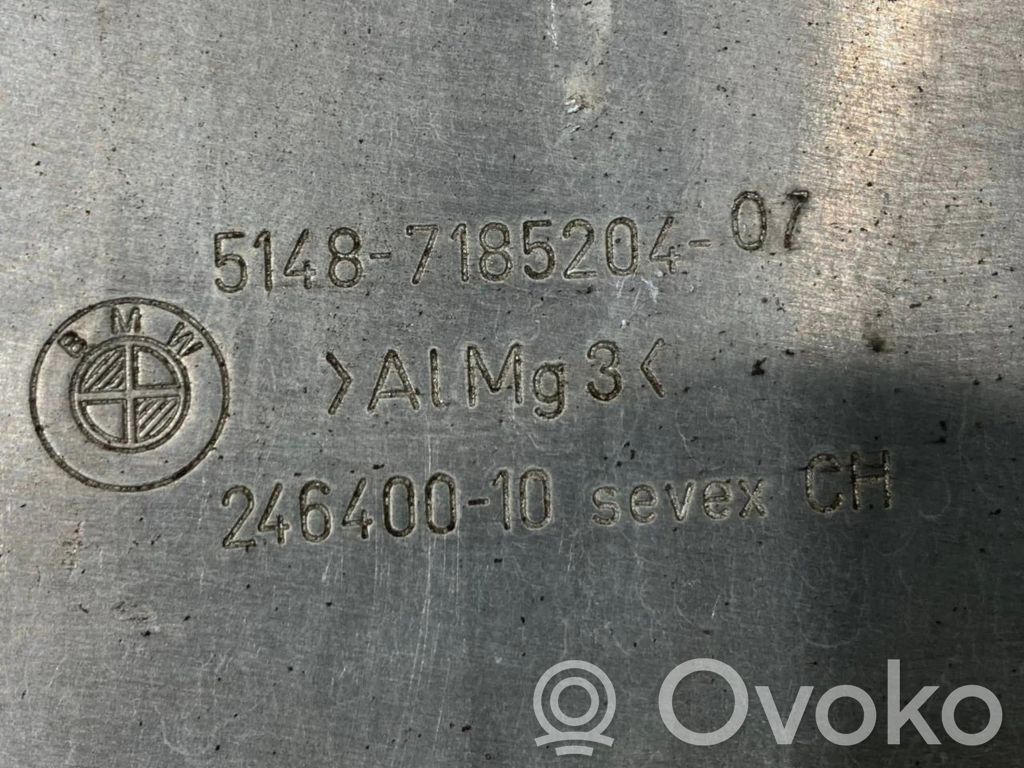 5148-7185204-07
BMW
>AlMg3<
246400-10 sevex CH
Ovoko